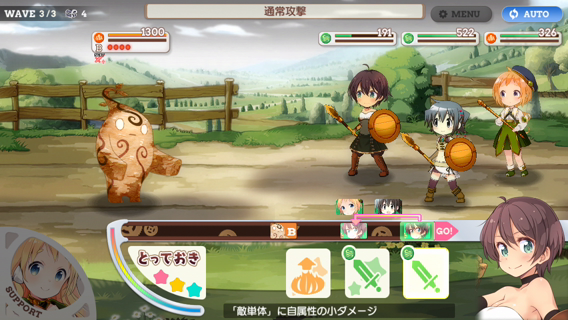 WAVE 3/3 4
通常攻撃
MENU
AUTO
1300
B
191
522
326
B
GO!
とっておき
SUPPORT
「敵単体」に自属性の小ダメージ